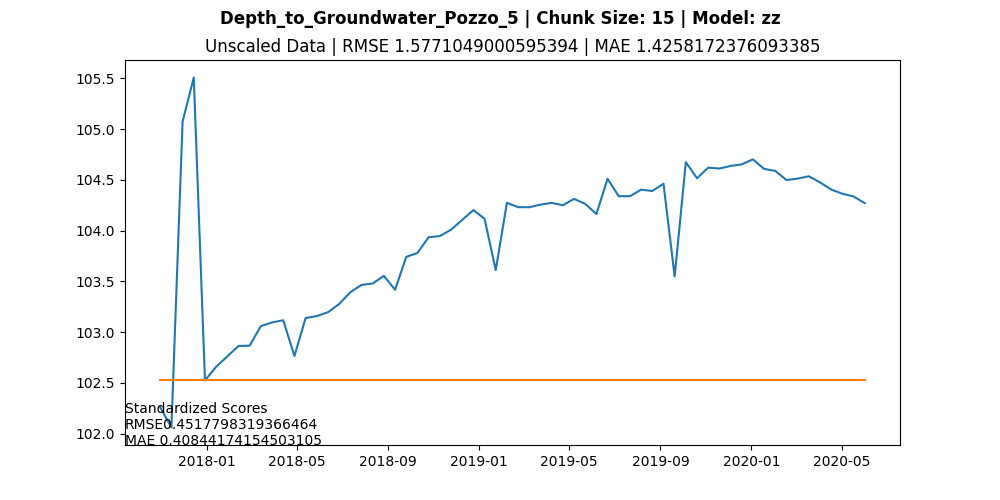 Depth_to_Groundwater_Pozzo_5 | Chunk Size: 15 | Model: zz
Unscaled Data | RMSE 1.5771049000595394 | MAE 1.4258172376093385
105.5
105.0
104.5
104.0
103.5
103.0
102.5
102.0
Standardized Scores
RMSE0.4517798319366464
MAE 0.40844174154503105
2018-01 2018-05 2018-09 2019-01 2019-05 2019-09 2020-01 2020-05